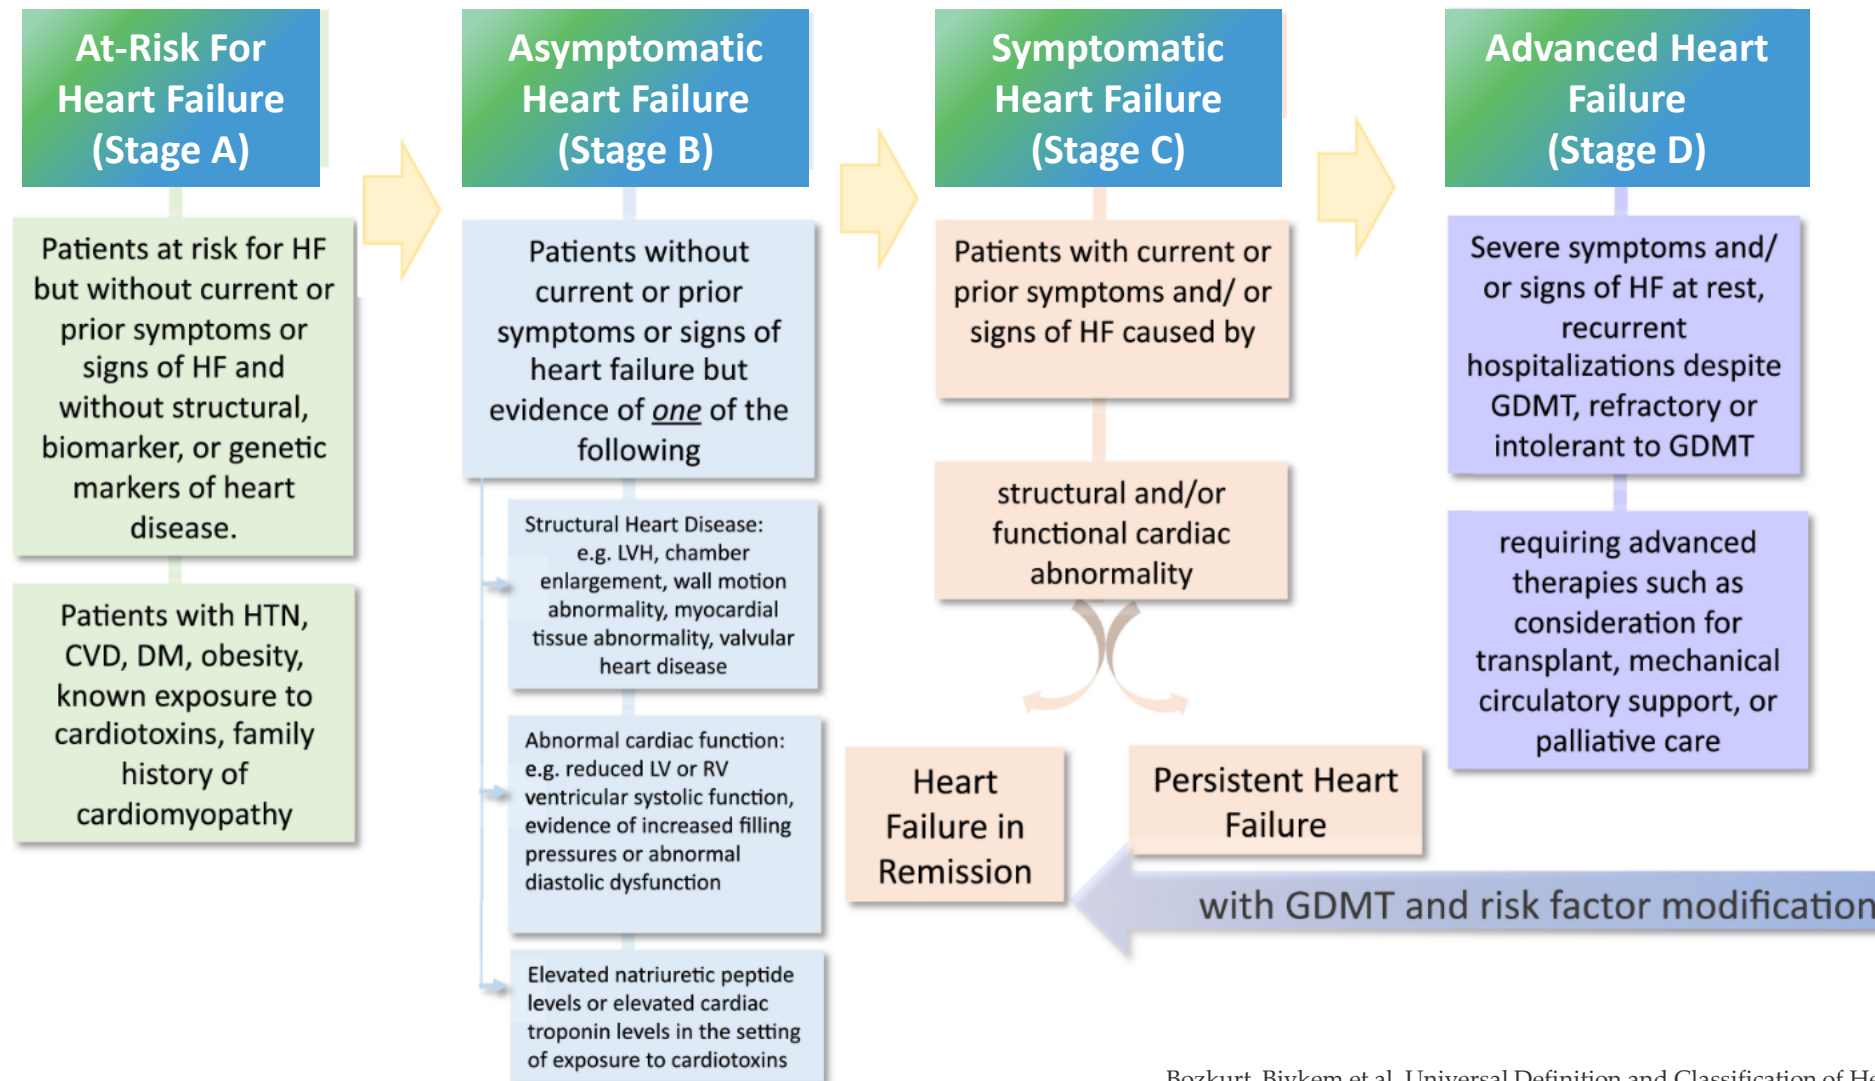 At-Risk For
Heart Failure
(Stage A)
Patients at risk for HF
but without current or
prior symptoms or
signs of HF and
without structural,
biomarker, or genetic
markers of heart
disease.
Patients with HTN,
CVD, DM, obesity,
known exposure to
cardiotoxins, family
history of
cardiomyopathy
Asymptomatic
Heart Failure
(Stage B)
Patients without
current or prior
symptoms or signs of
heart failure but
evidence of one of the
following
Structural Heart Disease:
e.g. LVH, chamber
enlargement, wall motion
abnormality, myocardial
tissue abnormality, valvular
heart disease
Abnormal cardiac function:
e.g. reduced LV or RV
ventricular systolic function,
evidence of increased filling
pressures or abnormal
diastolic dysfunction
Elevated natriuretic peptide
levels or elevated cardiac
troponin levels in the setting
of exposure to cardiotoxins
Symptomatic
Heart Failure
(Stage C)
Patients with current or
prior symptoms and/ or
signs of HF caused by
structural and/or
functional cardiac
abnormality
Heart
Failure in
Remission
Persistent Heart
Failure
with GDMT and risk factor modification
Advanced Heart
Failure
(Stage D)
Severe symptoms and/
or signs of HF at rest,
recurrent
hospitalizations despite
GDMT, refractory or
intolerant to GDMT
requiring advanced
therapies such as
consideration for
transplant, mechanical
circulatory support, or
palliative care
Bozkurt, Biykem et al. Universal Definition and Classification of